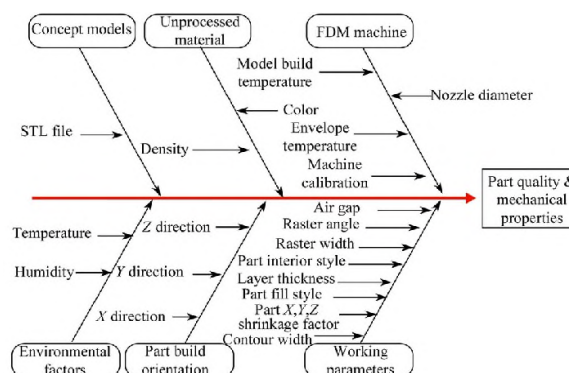 Concept models
Unprocessed
material
FDM machine
Model build
temperature
Nozzle diameter
Color
STL file
Envelope
temperature
Density
Machine
calibration
Part quality &
mechanical
properties
Air gap
Temperature
Z direction
Raster angle
Raster width
Part interior style
Humidity
Y direction
Layer thickness
Part fill style
X direction
Part X,Y,Z
shrinkage factor
Contour width
Environmental
factors
Part build
orientation
Working
parameters